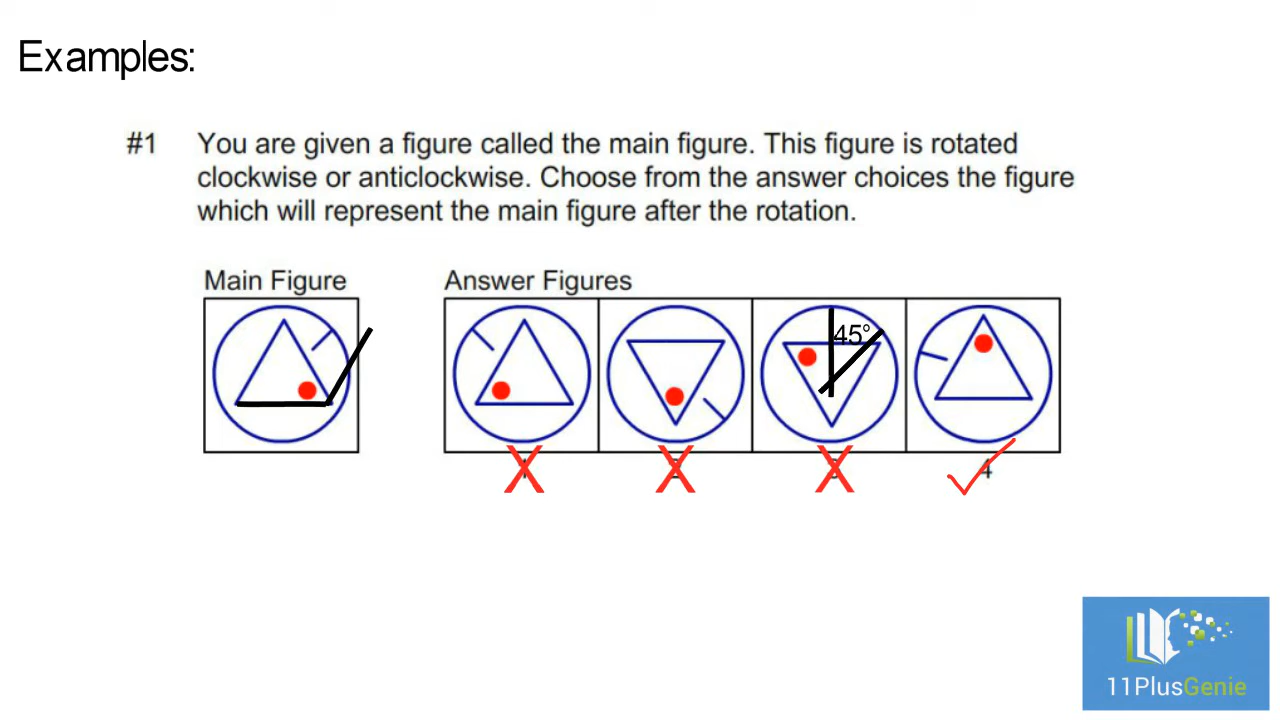 Examples:
#1 You are given a figure called the main figure. This figure is rotated
clockwise or anticlockwise. Choose from the answer choices the figure
which will represent the main figure after the rotation.
Main Figure Answer Figures
45°
4
11PlusGenie